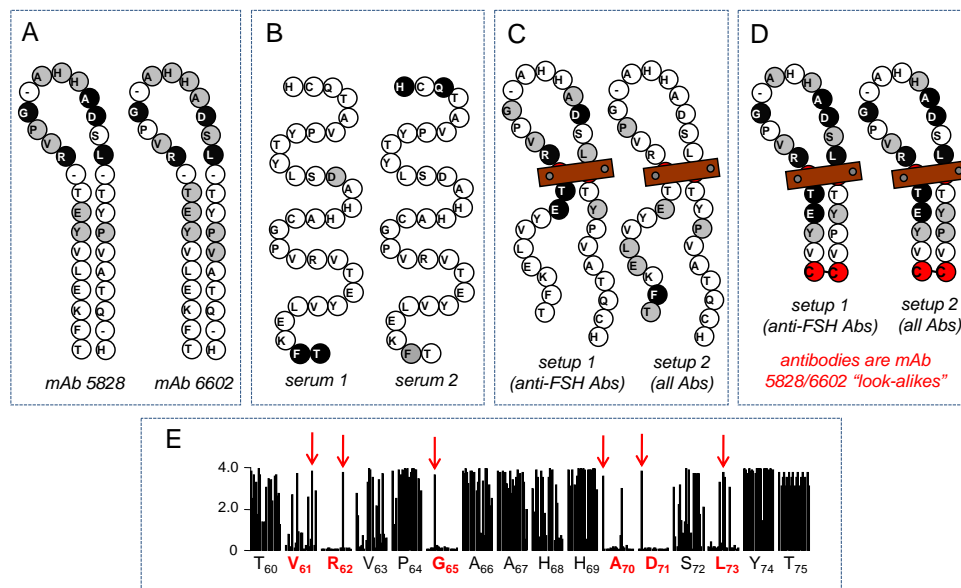 A
B
C
D
A H H A D S L - T Y P V A T Q - H
- G P V R - T E Y V L E K F T
mAb 5828
A H H A D S L - T Y P V A T Q - H
- G P V R - T E Y V L E K F T
mAb 6602
H C Q T
T Y P V A
Y L S D A
G C A H H
P V R V T
E L V Y E
K F T
serum 1
H C Q T
T Y P V A
Y L S D A
G C A H H
P V R V T
E L V Y E
K F T
serum 2
A H H A D S L T Y P V A T Q C H
- G P V R T E Y V L E K F T
setup 1
(anti-FSH Abs)
A H H A D S L T Y P V A T Q C H
- G P V R T E Y V L E K F T
setup 2
(all Abs)
A H H A D S L T Y P V C
- G P V R T E Y V C
setup 1
(anti-FSH Abs)
A H H A D S L T Y P V C
- G P V R T E Y V C
setup 2
(all Abs)
antibodies are mAb
5828/6602 “look-alikes”
E
4.0
2
0
T60 V61 R62 V63 P64 G65 A66 A67 H68 H69 A70 D71 S72 L73 Y74 T75